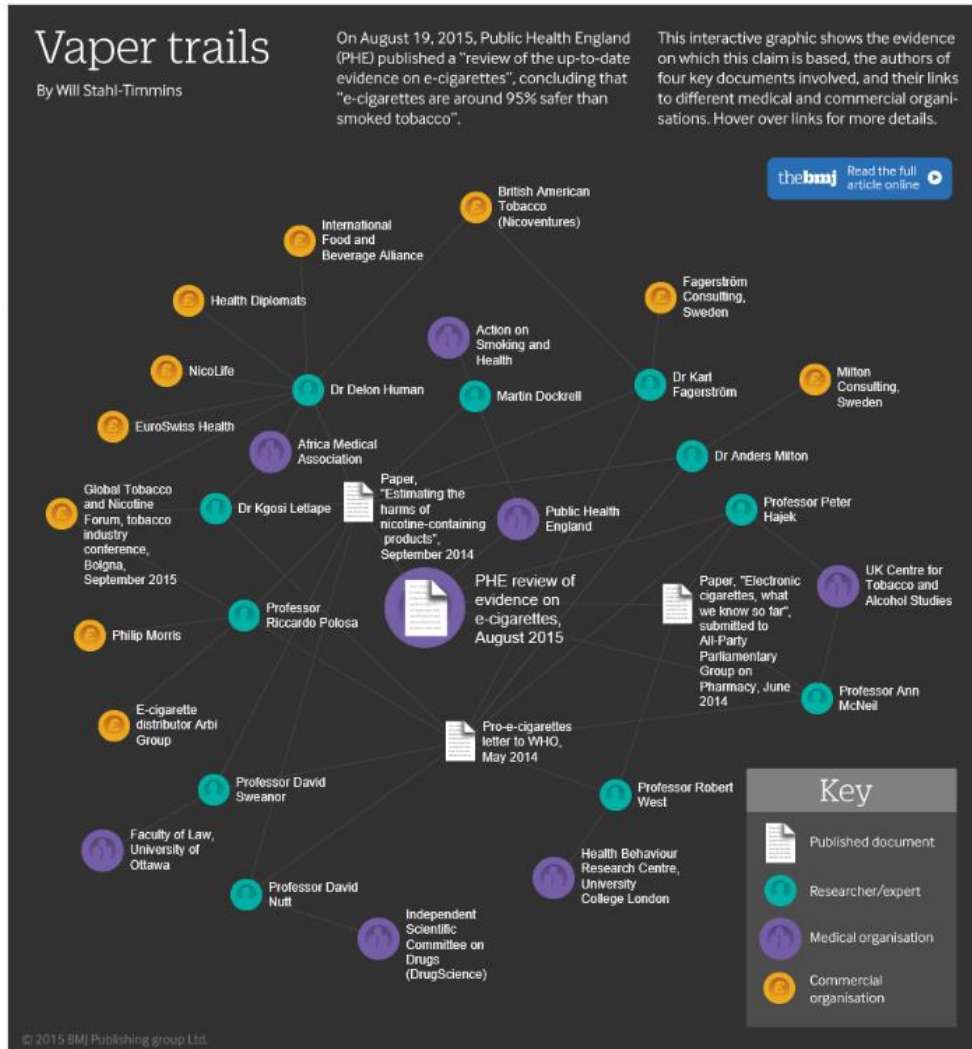 Vaper trails
By Will Stahl-Timmins
On August 19, 2015, Public Health England
(PHE) published a “review of the up-to-date
evidence on e-cigarettes”, concluding that
“e-cigarettes are around 95% safer than
smoked tobacco”.
This interactive graphic shows the evidence
on which this claim is based, the authors of
four key documents involved, and their links
to different medical and commercial organi-
sations. Hover over links for more details.
thebmj
Read the full
article online
British American
Tobacco
(Nicoventures)
International
Food and
Beverage Alliance
Fagerström
Consulting,
Sweden
Health Diplomats
Action on
Smoking and
Health
NicoLife
Dr Delon Human
Martin Dockrell
Dr Karl
Fagerström
Milton
Consulting,
Sweden
EuroSwiss Health
Africa Medical
Association
Dr Anders Milton
Global Tobacco
and Nicotine
Forum, tobacco
industry
conference,
Bolgna,
September 2015
Dr Kgosi Letlape
Paper,
"Estimating the
harms of
nicotine-containing
products",
September 2014
Public Health
England
Professor Peter
Hajek
PHE review of
evidence on
e-cigarettes,
August 2015
Paper, "Electronic
cigarettes, what
we know so far",
submitted to
All-Party
Parliamentary
Group on
Pharmacy, June
2014
UK Centre for
Tobacco and
Alcohol Studies
Professor
Riccardo Polosa
Philip Morris
Professor Ann
McNeil
E-cigarette
distributor Arbi
Group
Pro-e-cigarettes
letter to WHO,
May 2014
Professor David
Sweanor
Professor Robert
West
Faculty of Law,
University of
Ottawa
Health Behaviour
Research Centre,
University
College London
Professor David
Nutt
Independent
Scientific
Committee on
Drugs
(DrugScience)
Key
Published document
Researcher/expert
Medical organisation
Commercial
organisation
© 2015 BMJ Publishing group Ltd.